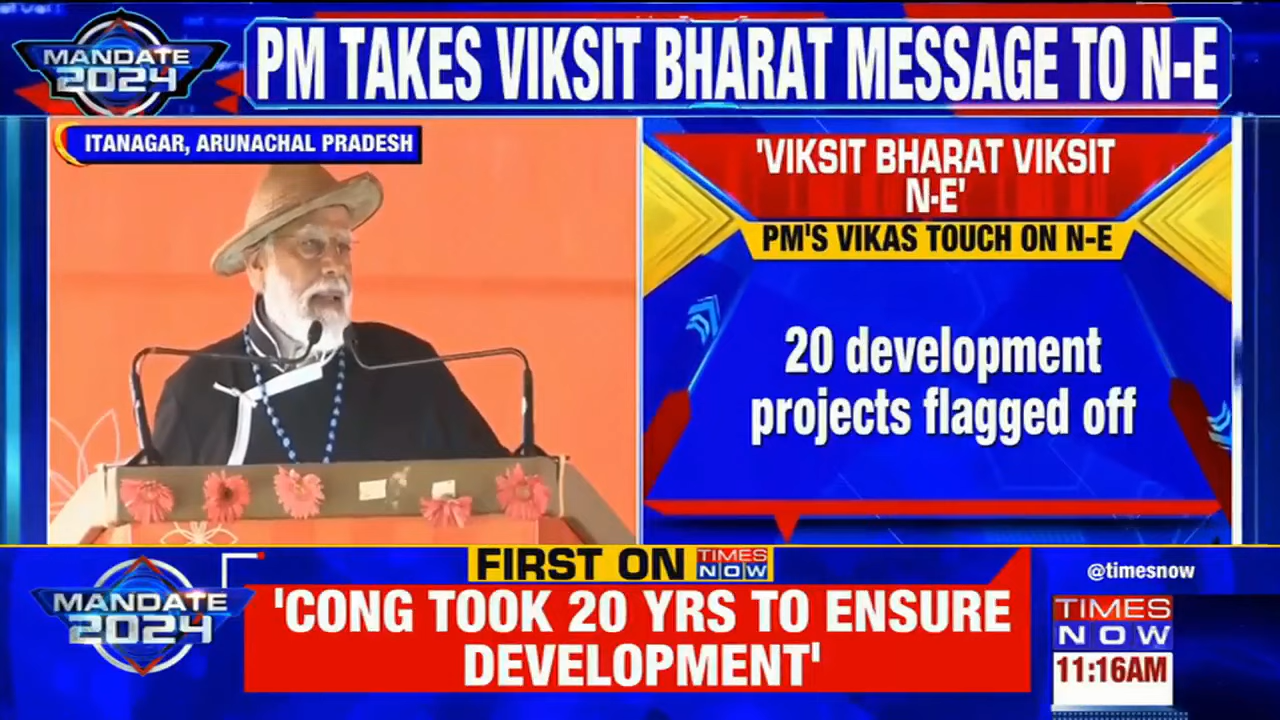 MANDATE
2024
PM TAKES VIKSIT BHARAT MESSAGE TO N-E
ITANAGAR, ARUNACHAL PRADESH
'VIKSIT BHARAT VIKSIT
N-E'
PM'S VIKAS TOUCH ON N-E
20 development
projects flagged off
FIRST ON TIMES NOW
MANDATE
2024
'CONG TOOK 20 YRS TO ENSURE
DEVELOPMENT'
@timesnow
TIMES
NOW
11:16AM